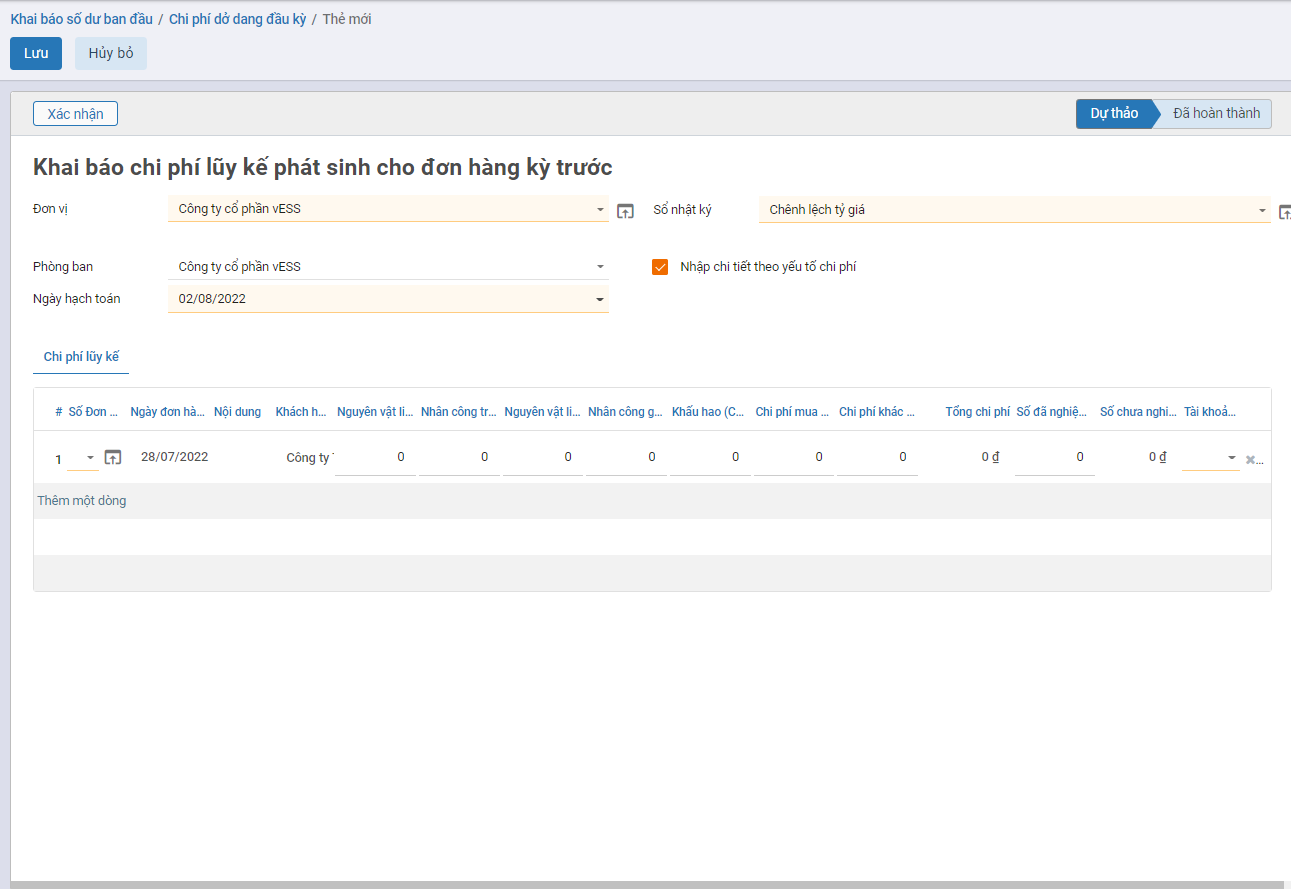 Khai báo số dư ban đầu / Chi phí dở dang đầu kỳ / Thẻ mới
Lưu Hủy bỏ
Xác nhận Dự thảo Đã hoàn thành
Khai báo chi phí lũy kế phát sinh cho đơn hàng kỳ trước
Đơn vị Công ty cổ phần vESS Sổ nhật ký Chênh lệch tỷ giá
Phòng ban Công ty cổ phần vESS Nhập chi tiết theo yếu tố chi phí
Ngày hạch toán 02/08/2022
Chi phí lũy kế
# Số Đơn ... Ngày đơn hà... Nội dung Khách h... Nguyên vật li... Nhân công tr... Nguyên vật li... Nhân công g... Khấu hao (C... Chi phí mua ... Chi phí khác ... Tổng chi phí Số đã nghiệ... Số chưa nghi... Tài khoả...
1 28/07/2022 Công ty 0 0 0 0 0 0 0 0 ₫ 0 0 ₫ ...
Thêm một dòng